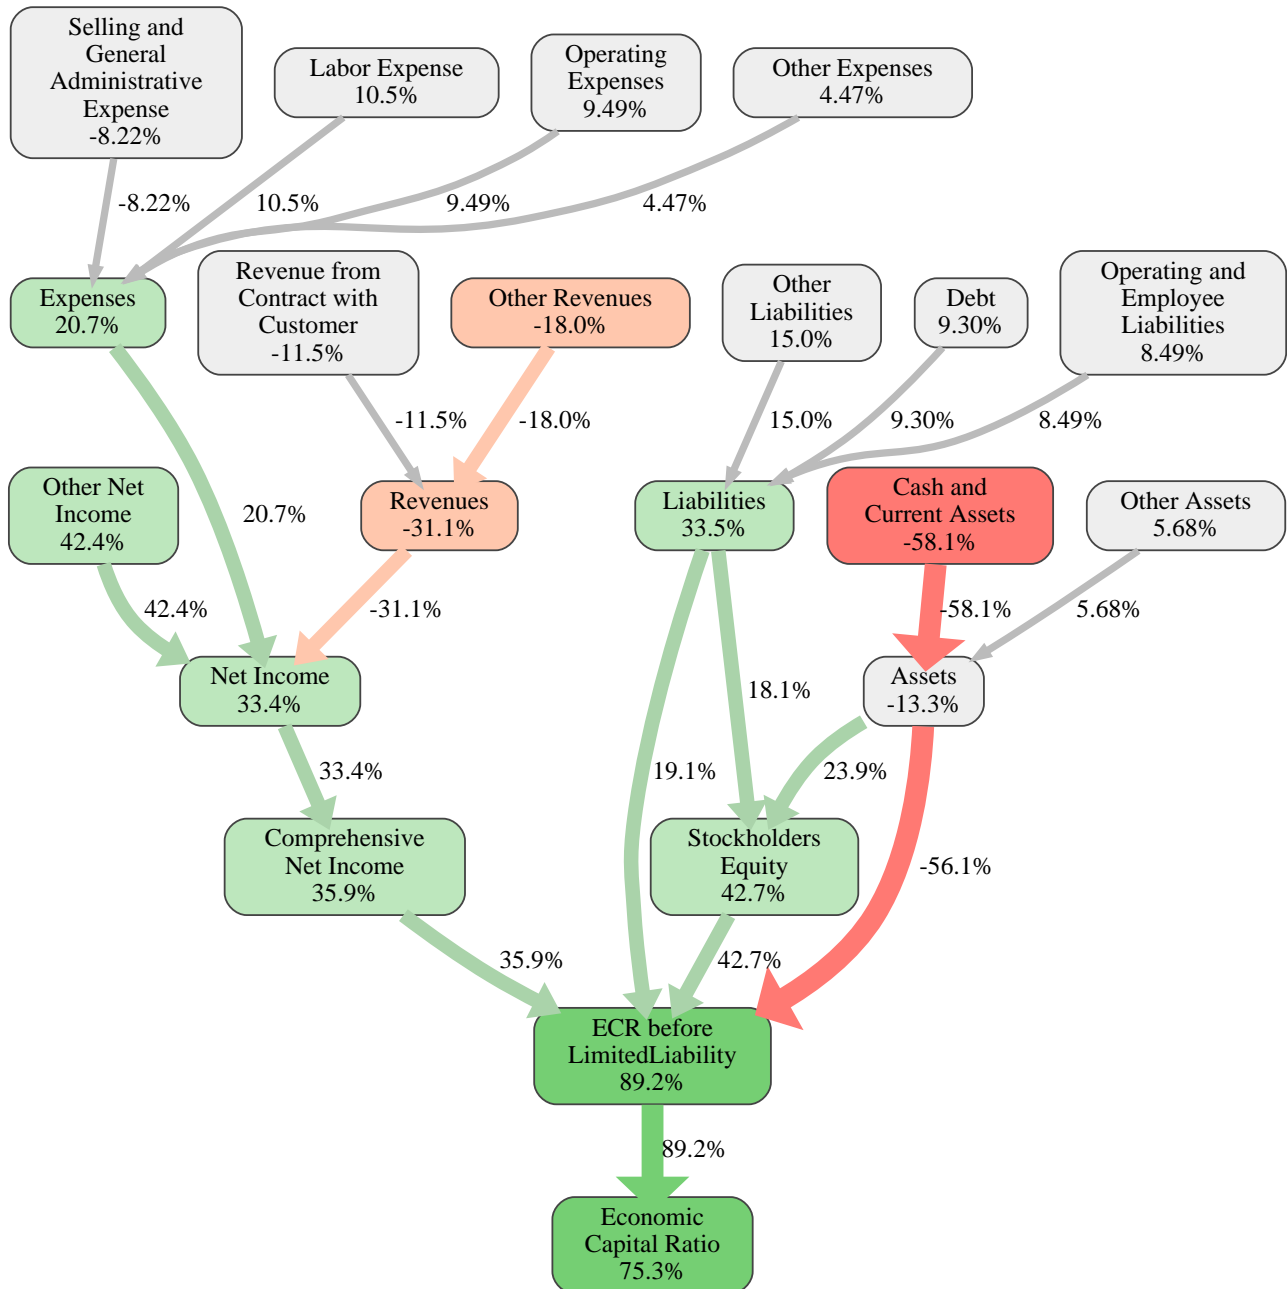 Selling and
General
Administrative
Expense
-8.22%
Labor Expense
10.5%
Operating
Expenses
9.49%
Other Expenses
4.47%
-8.22%
10.5%
9.49%
4.47%
Expenses
20.7%
Revenue from
Contract with
Customer
-11.5%
Other Revenues
-18.0%
Other
Liabilities
15.0%
Debt
9.30%
Operating and
Employee
Liabilities
8.49%
-11.5%
-18.0%
15.0%
9.30%
8.49%
Other Net
Income
42.4%
20.7%
Revenues
-31.1%
Liabilities
33.5%
Cash and
Current Assets
-58.1%
Other Assets
5.68%
42.4%
-31.1%
-58.1%
5.68%
Net Income
33.4%
18.1%
Assets
-13.3%
33.4%
19.1%
23.9%
Comprehensive
Net Income
35.9%
Stockholders
Equity
42.7%
-56.1%
35.9%
42.7%
ECR before
LimitedLiability
89.2%
89.2%
Economic
Capital Ratio
75.3%